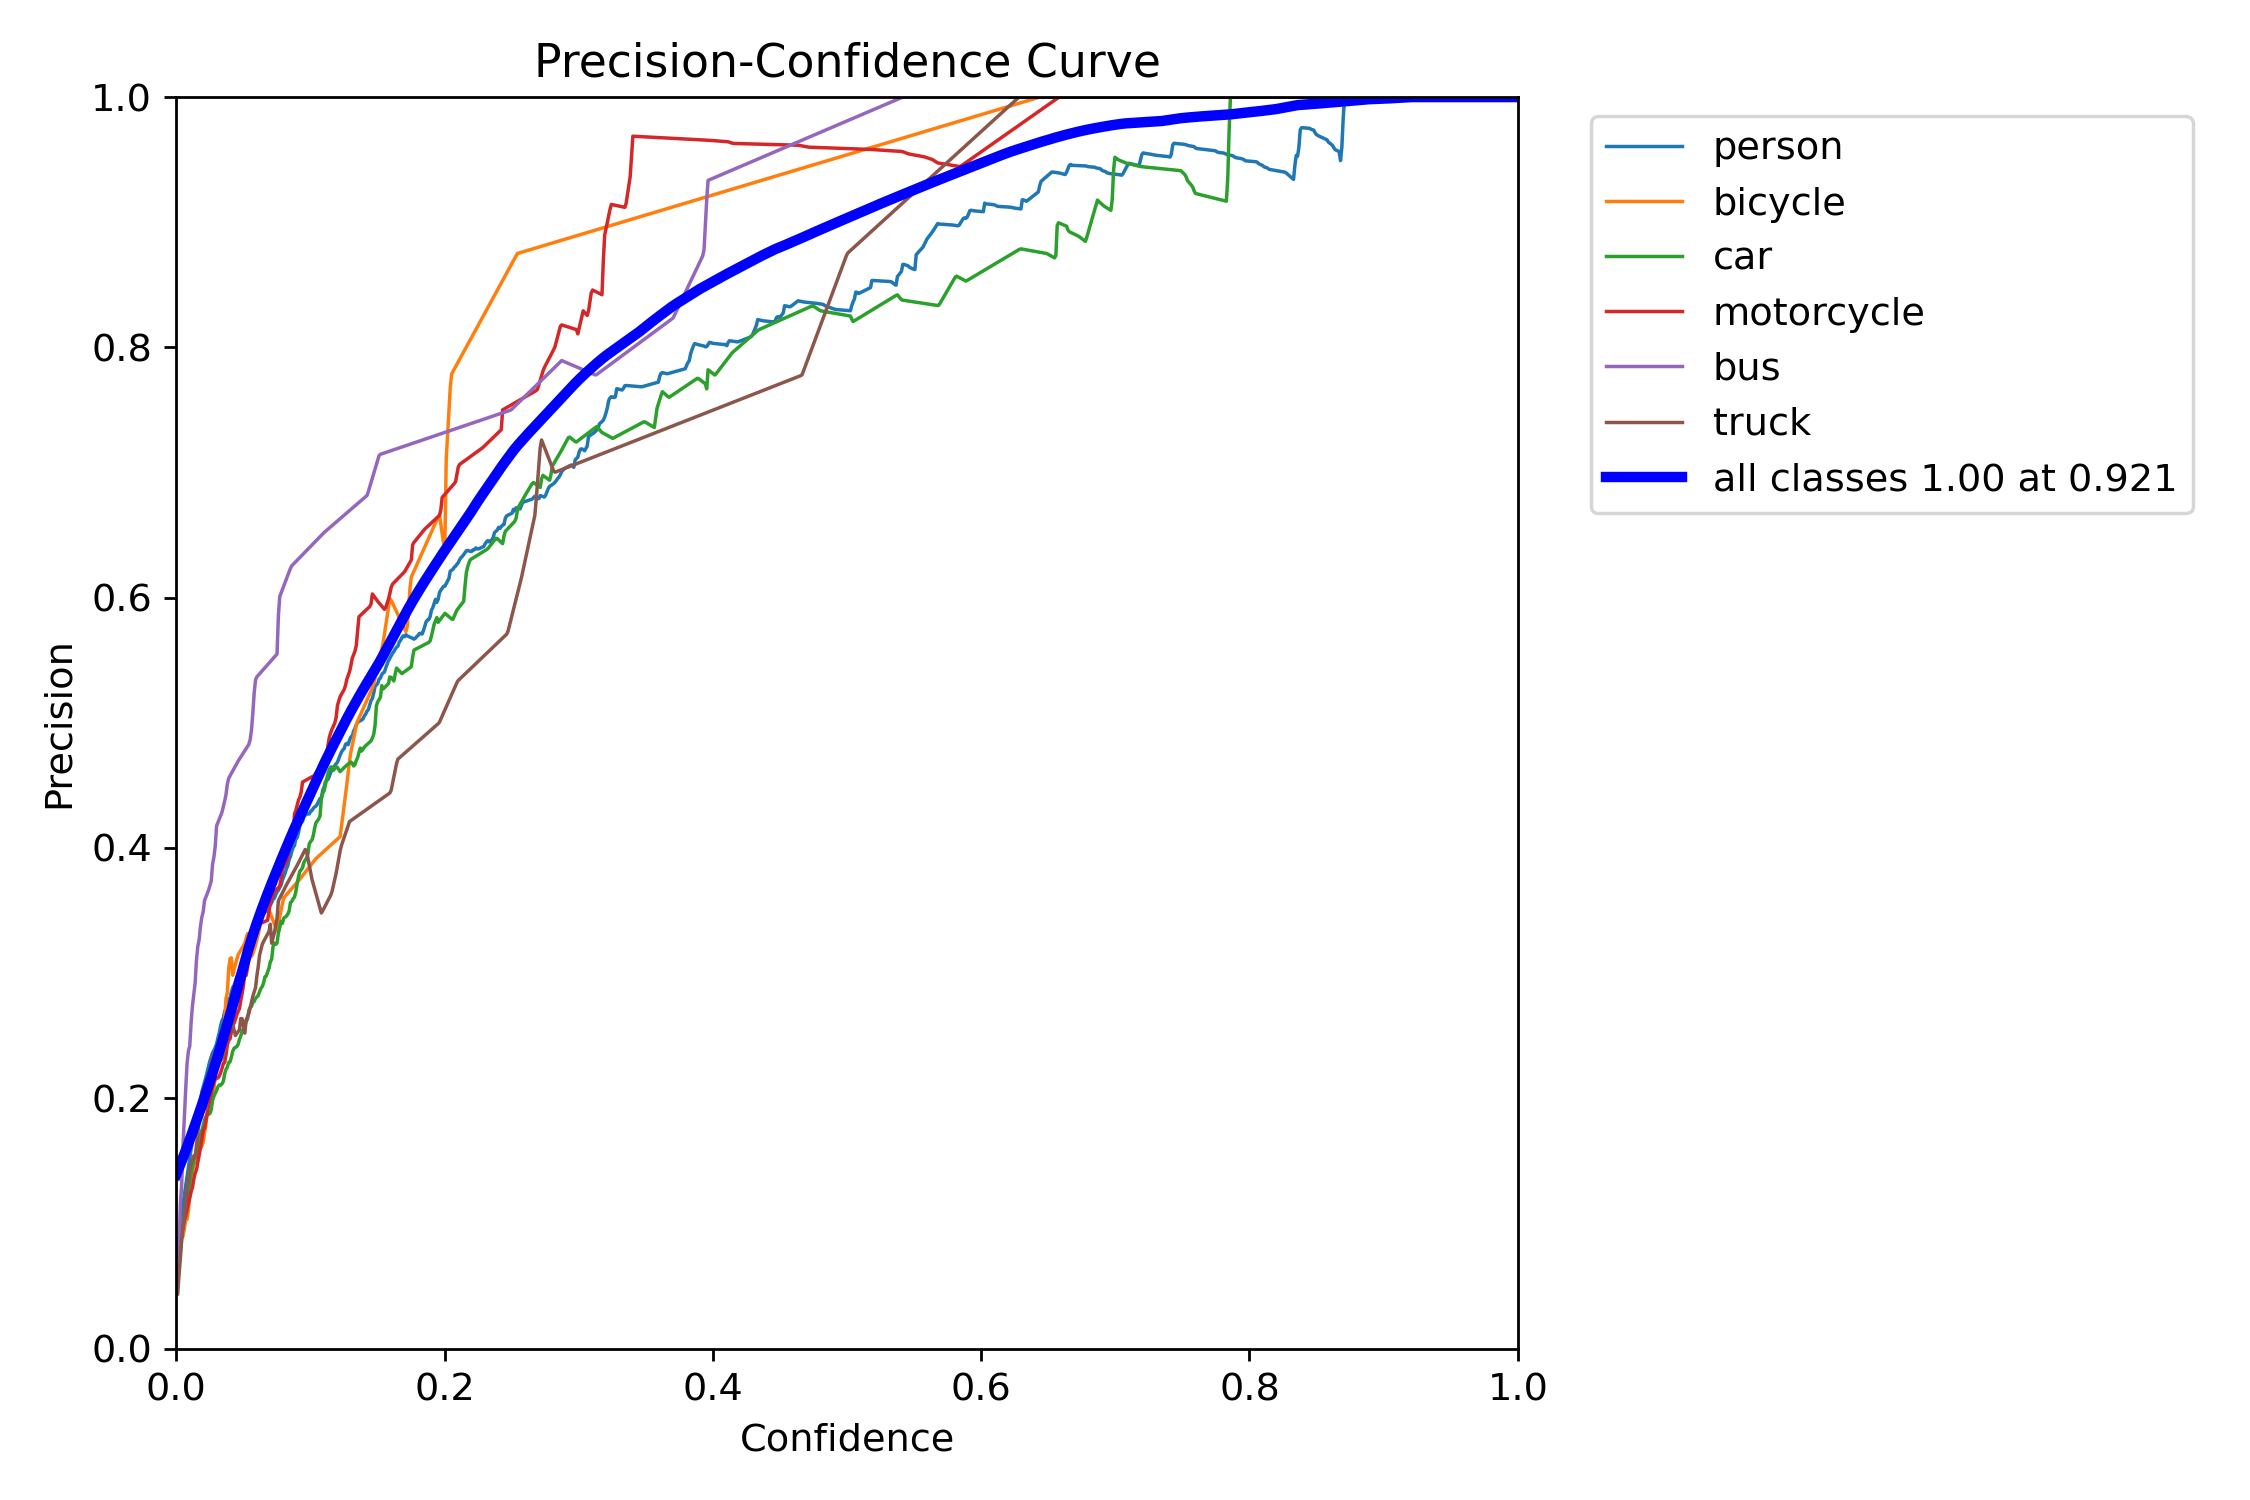 Precision-Confidence Curve
1.0
0.8
0.6
0.4
0.2
0.0
Precision
0.0 0.2 0.4 0.6 0.8 1.0
Confidence
person
bicycle
car
motorcycle
bus
truck
all classes 1.00 at 0.921